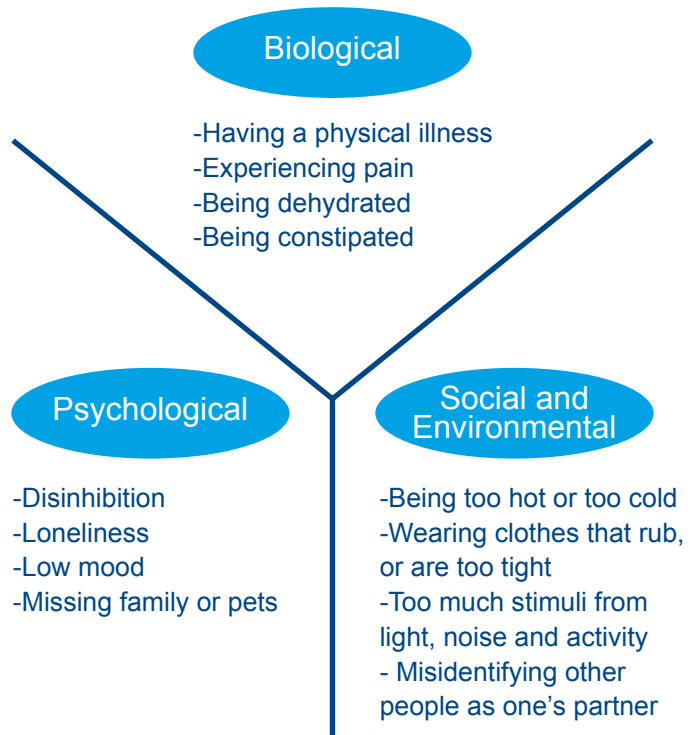 Biological
-Having a physical illness
-Experiencing pain
-Being dehydrated
-Being constipated
Psychological
-Disinhibition
-Loneliness
-Low mood
-Missing family or pets
Social and
Environmental
-Being too hot or too cold
-Wearing clothes that rub,
or are too tight
-Too much stimuli from
light, noise and activity
- Misidentifying other
people as one’s partner